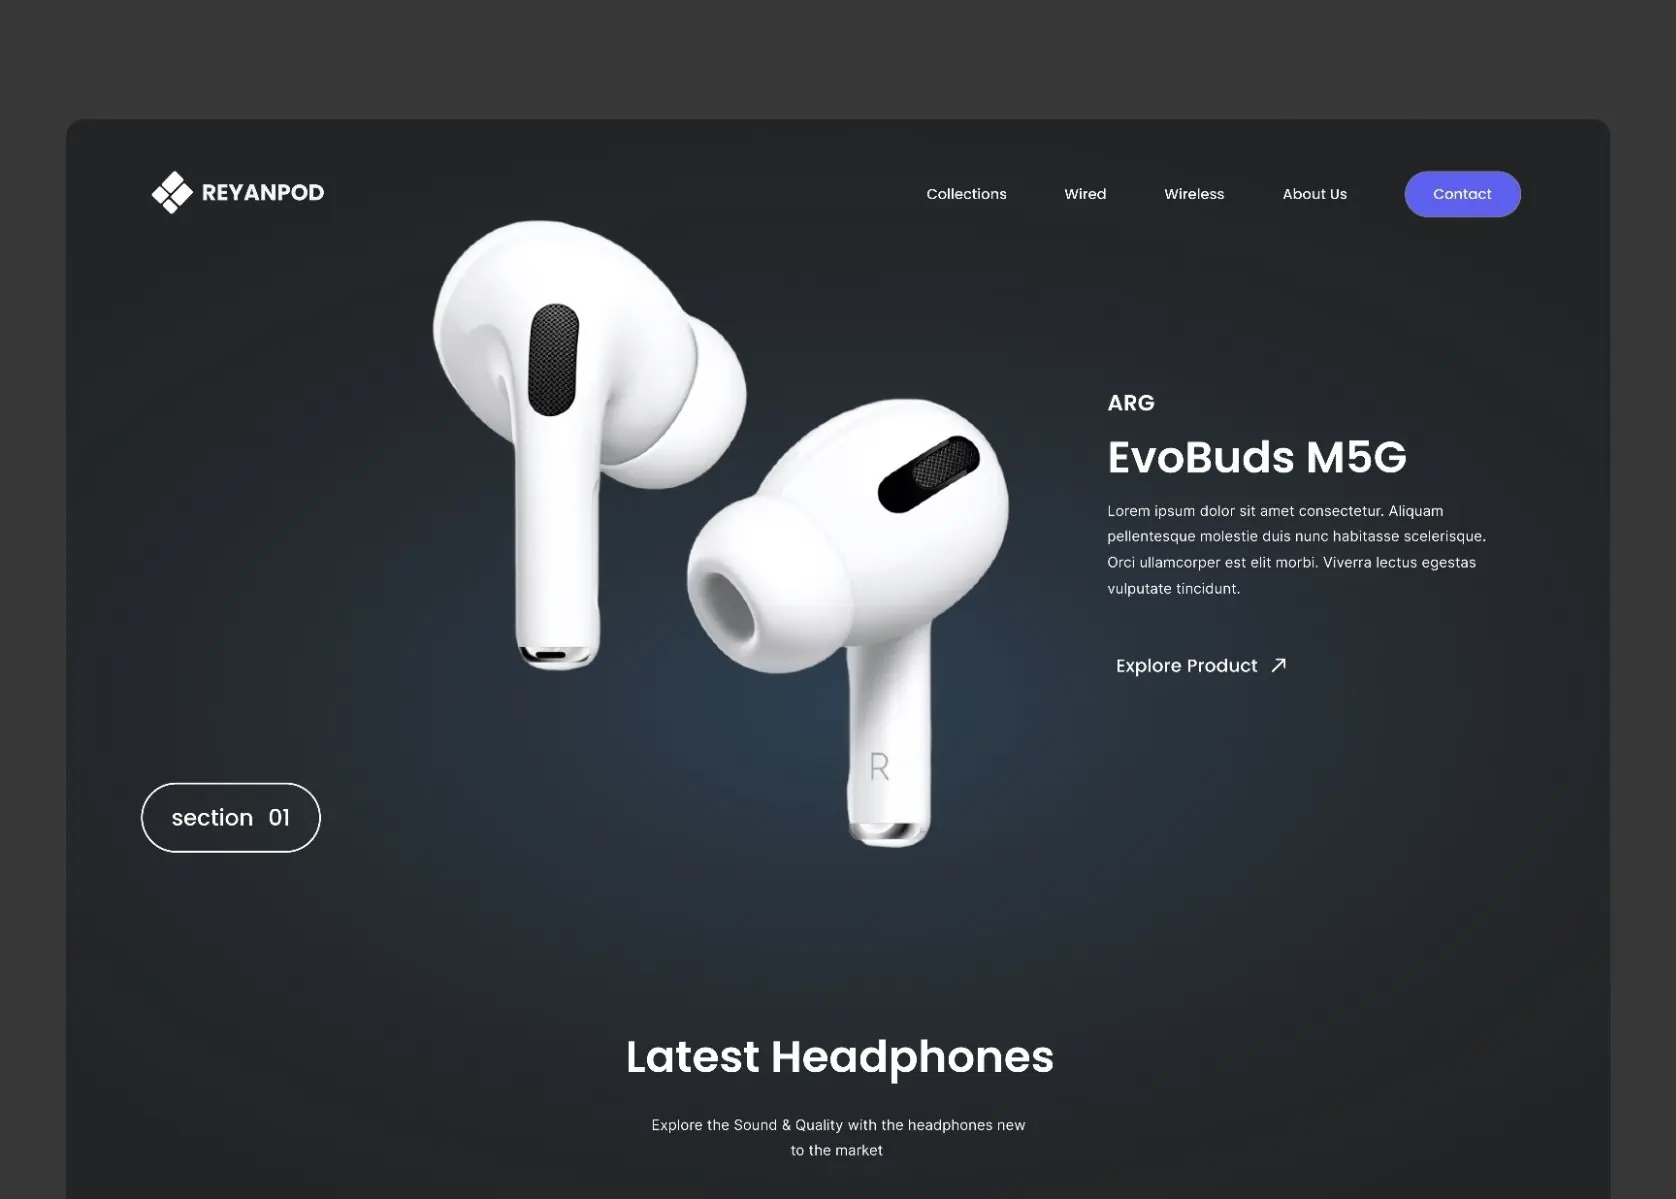 REYANPOD
Collections
Wired
Wireless
About Us
Contact
ARG
EvoBuds M5G
Lorem ipsum dolor sit amet consectetur. Aliquam
pellentesque molestie duis nunc habitasse scelerisque.
Orci ullamcorper est elit morbi. Viverra lectus egestas
vulputate tincidunt.
Explore Product
R
section 01
Latest Headphones
Explore the Sound & Quality with the headphones new
to the market